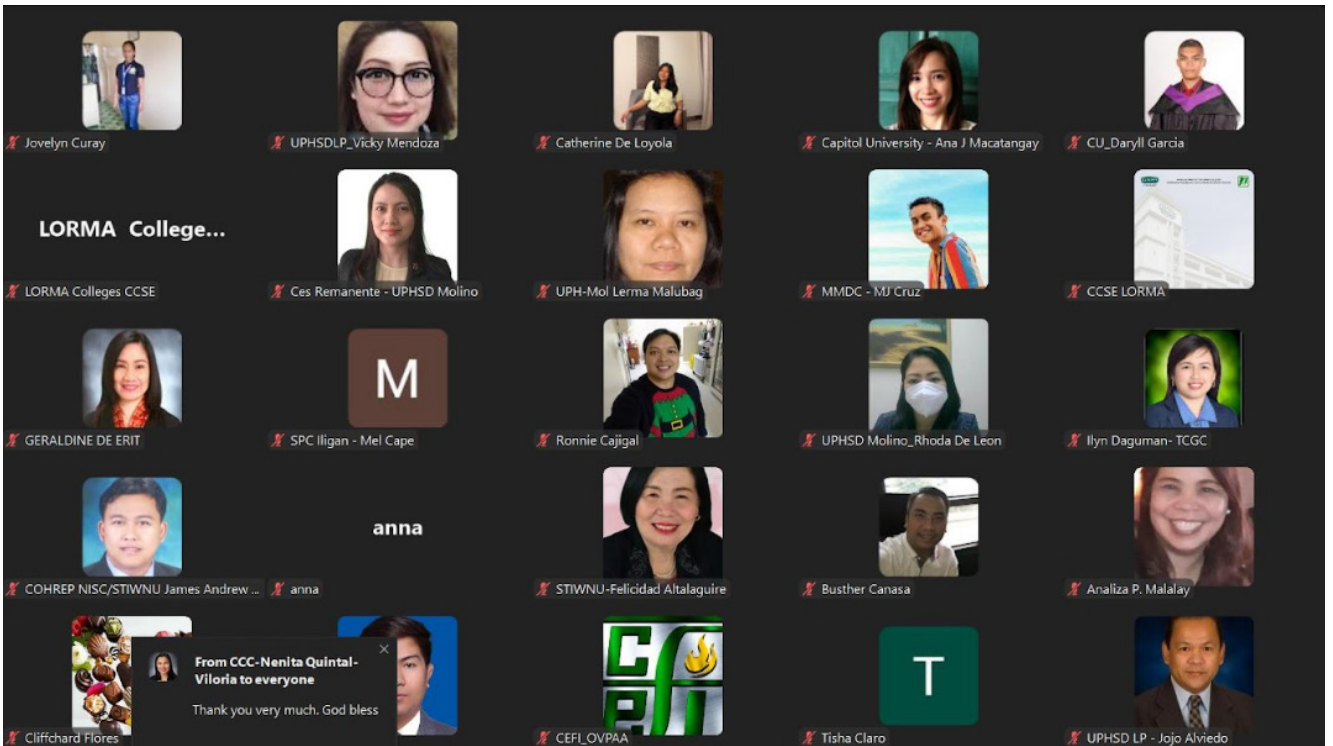 Jovelyn Curay
UPHSDLP_Vicky Mendoza
Catherine De Loyola
Capitol University - Ana J Macatangay
CU_Daryll Garcia
LORMA College...
LORMA Colleges CCSE
Ces Remanente - UPHSD Molino
UPH-Mol Lerma Malubag
MMDC - MJ Cruz
CCSE LORMA
GERALDINE DE ERIT
M
SPC Iligan - Mel Cape
Ronnie Cajigal
UPHSD Molino_Rhoda De Leon
Ilyn Daguman- TCGC
COHREP NISC/STIWNU James Andrew ...
anna
anna
STIWNU-Felicidad Altalaguire
Busther Canasa
Analiza P. Malalay
From CCC-Nenita Quintal-
Viloria to everyone
Thank you very much. God bless
Cliffchard Flores
CEFI
CEFI_OVPAA
T
Tisha Claro
UPHSD LP - Jojo Alviedo